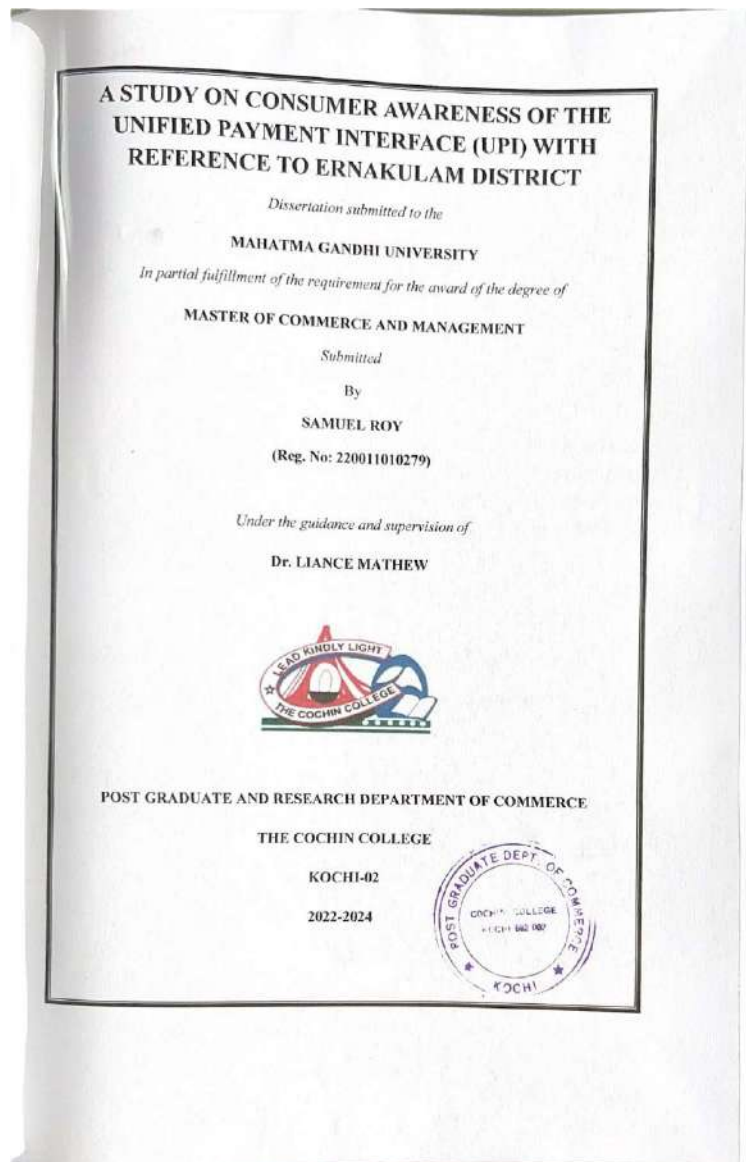 A STUDY ON CONSUMER AWARENESS OF THE
UNIFIED PAYMENT INTERFACE (UPI) WITH
REFERENCE TO ERNAKULAM DISTRICT
Dissertation submitted to the
MAHATMA GANDHI UNIVERSITY
In partial fulfillment of the requirement for the award of the degree of
MASTER OF COMMERCE AND MANAGEMENT
Submitted
By
SAMUEL ROY
(Reg. No: 220011010279)
Under the guidance and supervision of
Dr. LIANCE MATHEW
LEAD KINDLY LIGHT
THE COCHIN COLLEGE
POST GRADUATE AND RESEARCH DEPARTMENT OF COMMERCE
THE COCHIN COLLEGE
KOCHI-02
2022-2024
POST GRADUATE DEPT. OF COMMERCE
COCHIN COLLEGE
KOCHI 682 002
KOCHI